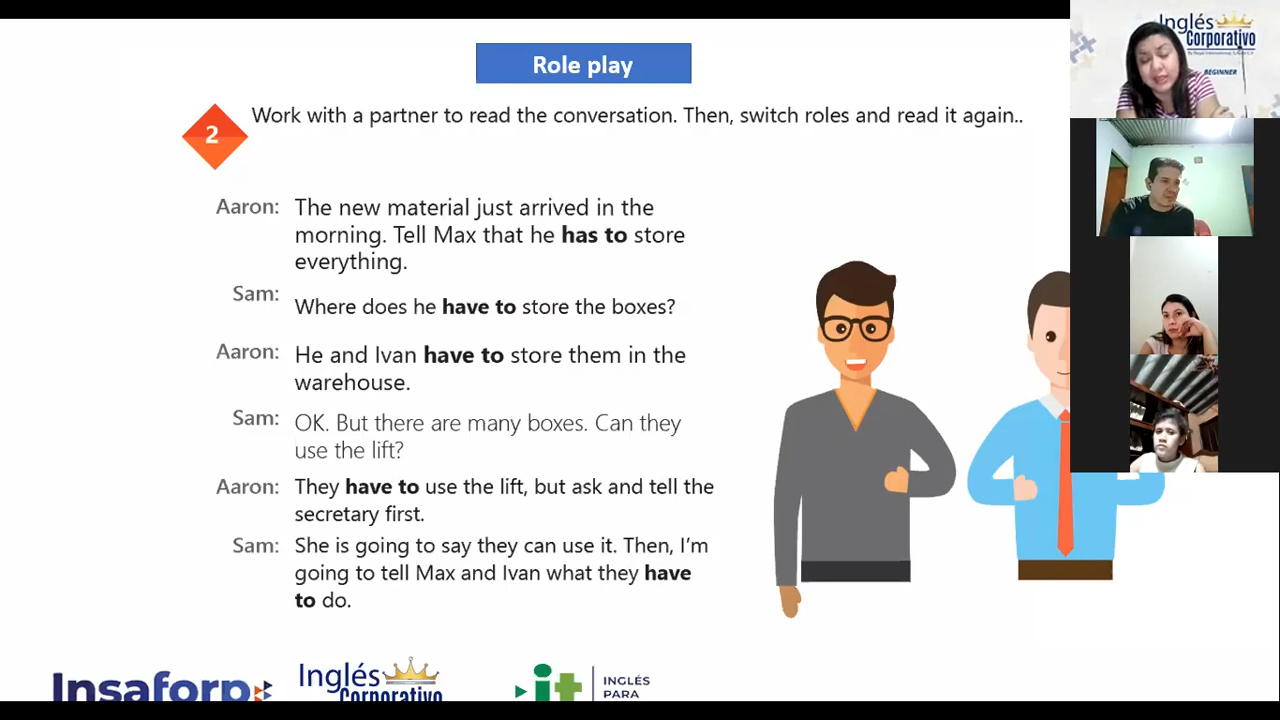 Role play
2
Work with a partner to read the conversation. Then, switch roles and read it again..
Aaron: The new material just arrived in the
morning. Tell Max that he has to store
everything.
Sam: Where does he have to store the boxes?
Aaron: He and Ivan have to store them in the
warehouse.
Sam: OK. But there are many boxes. Can they
use the lift?
Aaron: They have to use the lift, but ask and tell the
secretary first.
Sam: She is going to say they can use it. Then, I’m
going to tell Max and Ivan what they have
to do.
Insaforp
Inglés
Corporativo
it
INGLÉS
PARA
Inglés
Corporativo
BEGINNER